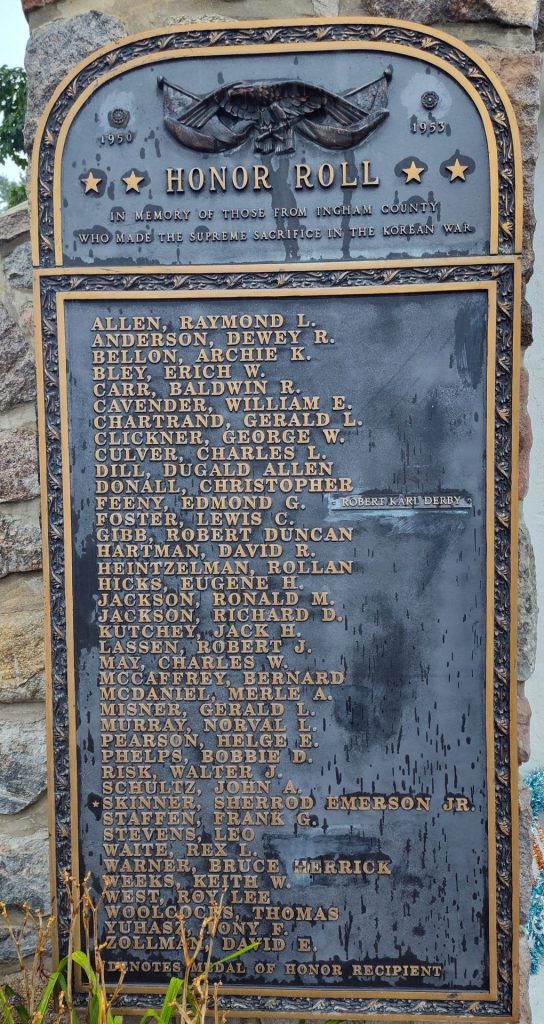 1950 1953
HONOR ROLL
IN MEMORY OF THOSE FROM INGHAM COUNTY
WHO MADE THE SUPREME SACRIFICE IN THE KOREAN WAR
ALLEN, RAYMOND L.
ANDERSON, DEWEY R.
BELLON, ARCHIE K.
BLEY, ERICH W.
CARR, BALDWIN R.
CAVENDER, WILLIAM E.
CHARTRAND, GERALD L.
CLICKNER, GEORGE W.
CULVER, CHARLES L.
DILL, DUGALD ALLEN
DONALL, CHRISTOPHER
FEENY, EDMOND G. ROBERT KARL DERBY
FOSTER, LEWIS C.
GIBB, ROBERT DUNCAN
HARTMAN, DAVID R.
HEINTZELMAN, ROLLAN
HICKS, EUGENE H.
JACKSON, RONALD M.
JACKSON, RICHARD D.
KUTCHEY, JACK H.
LASSEN, ROBERT J.
MAY, CHARLES W.
MCCAFFREY, BERNARD
MCDANIEL, MERLE A.
MISNER, GERALD L.
MURRAY, NORVAL L.
PEARSON, HELGE E.
PHELPS, BOBBIE D.
RISK, WALTER J.
SCHULTZ, JOHN A.
★SKINNER, SHERROD EMERSON JR.
STAFFEN, FRANK G.
STEVENS, LEO
WAITE, REX L.
WARNER, BRUCE HERRICK
WEEKS, KEITH W.
WEST, ROY LEE
WOOLCOCKS, THOMAS
YUHASZ, TONY F.
ZOLLMAN, DAVID E.
DENOTES MEDAL OF HONOR RECIPIENT